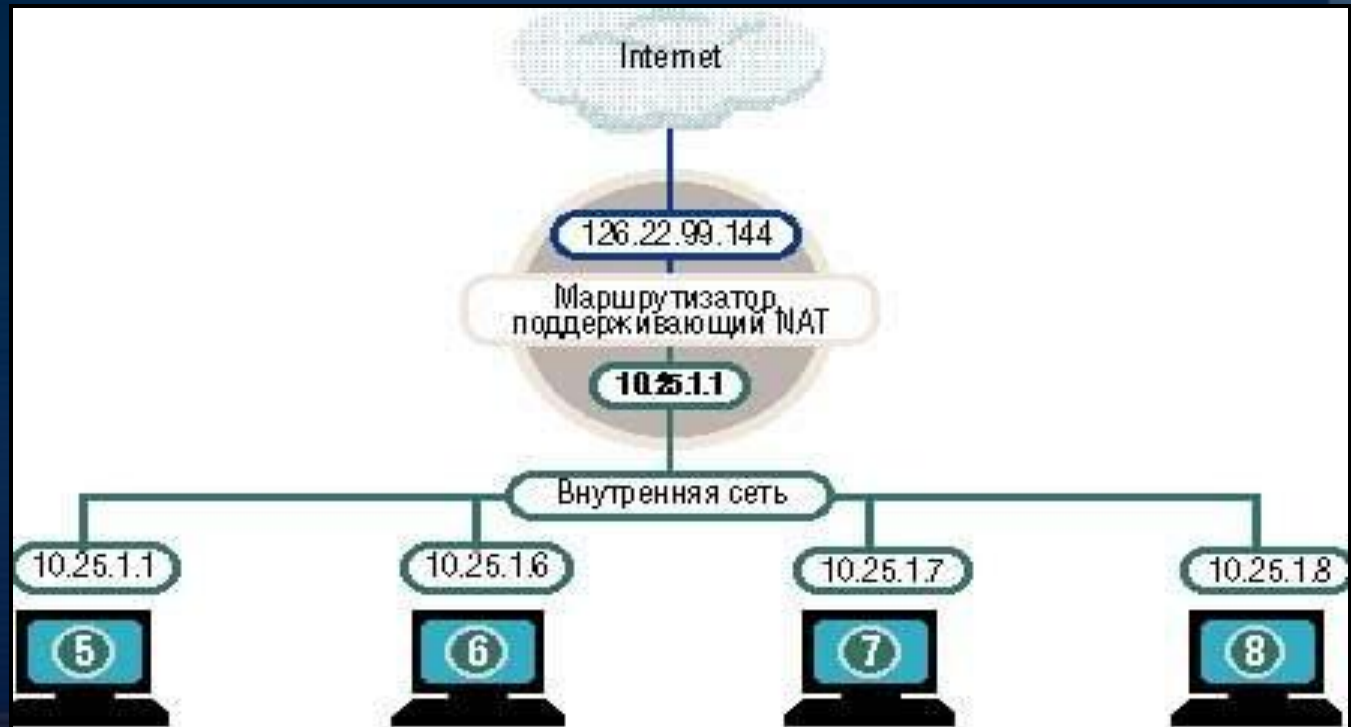 Internet
126.22.99.144
Маршрутизатор,
поддерживающий NAT
10.25.1.1
Внутренняя сеть
10.25.1.1
10.25.1.6
10.25.1.7
10.25.1.8
5
6
7
8